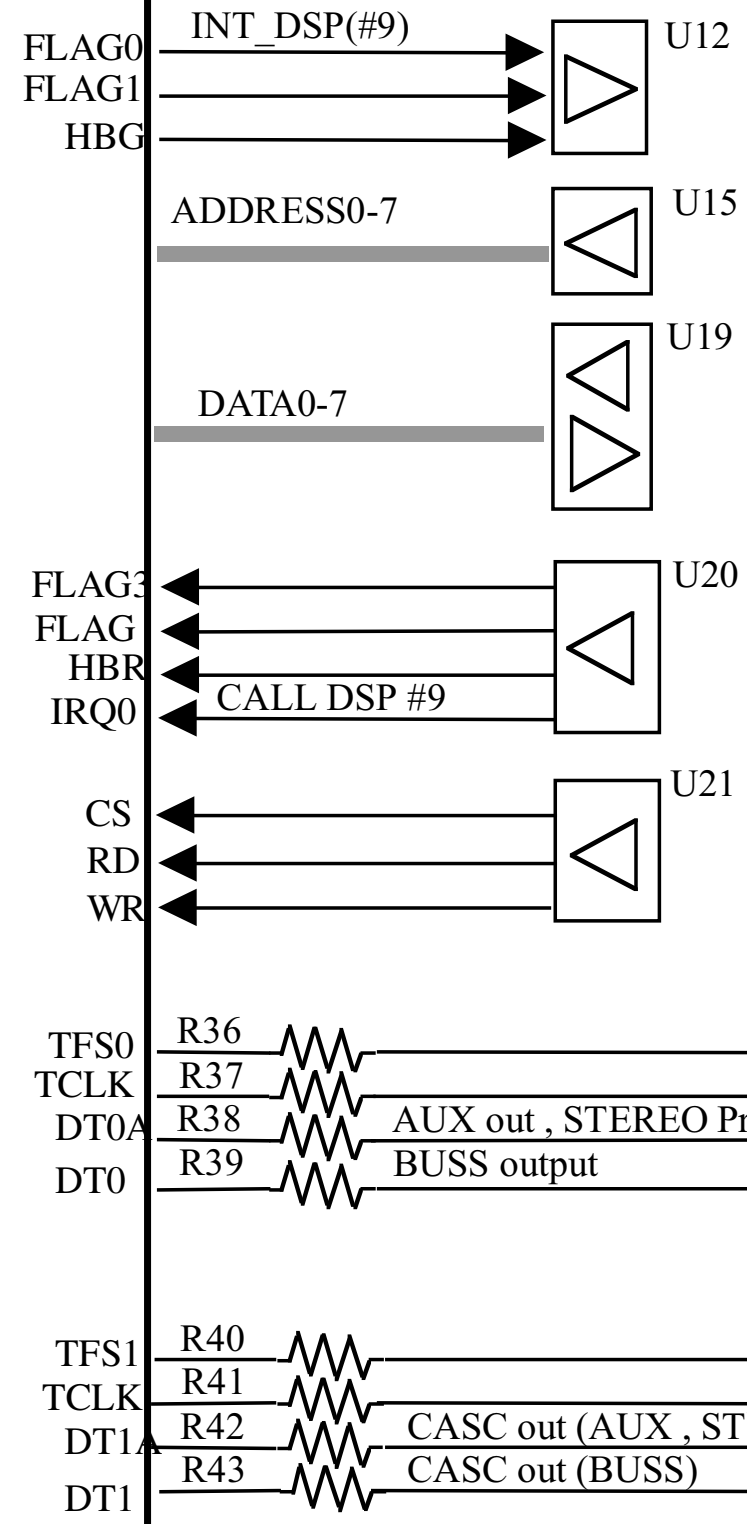 INT_DSP(#9)
U12
FLAG0
FLAG1
HBG
ADDRESS0-7
U15
U19
DATA0-7
FLAG3
U20
FLAG
HBR
IRQ0
CALL DSP #9
U21
CS
RD
WR
TFS0
R36
TCLK
R37
DT0A
R38
AUX out , STEREO Pr
DT0
R39
BUSS output
TFS1
R40
TCLK
R41
DT1A
R42
CASC out (AUX , ST
DT1
R43
CASC out (BUSS)